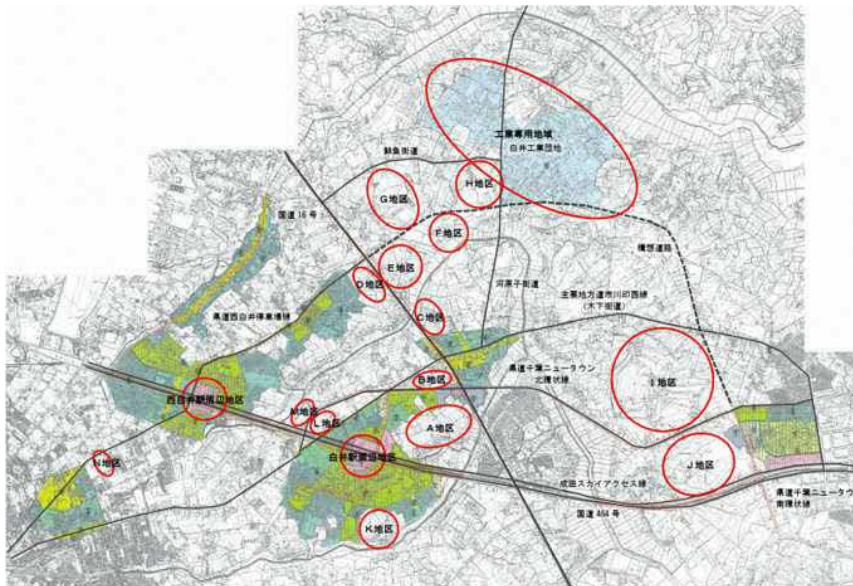 工業専用地域
白井工業団地
鮮魚街道
H地区
G地区
国道16号
F地区
構想道路
E地区
D地区
河原子街道
主要地方道市川印西線
(木下街道)
C地区
県道西白井停車場線
県道千葉ニュータウン
北環状線
B地区
I地区
西白井駅周辺地区
M地区
L地区
A地区
白井駅周辺地区
N地区
J地区
成田スカイアクセス線
県道千葉ニュータウン
南環状線
国道464号
K地区